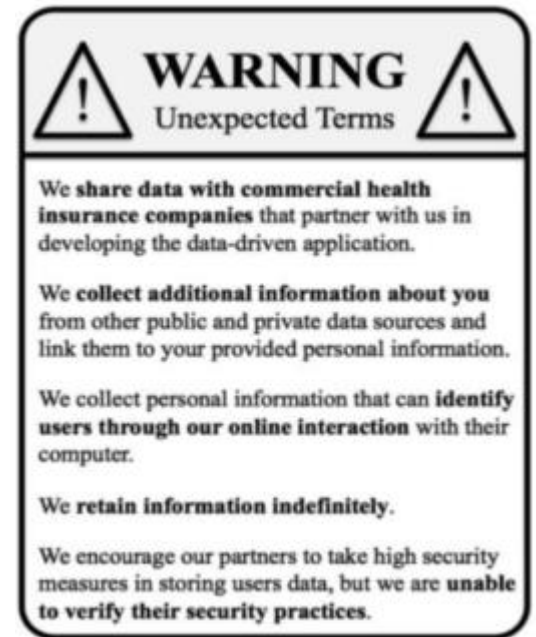 WARNING
Unexpected Terms
We share data with commercial health
insurance companies that partner with us in
developing the data-driven application.
We collect additional information about you
from other public and private data sources and
link them to your provided personal information.
We collect personal information that can identify
users through our online interaction with their
computer.
We retain information indefinitely.
We encourage our partners to take high security
measures in storing users data, but we are unable
to verify their security practices.